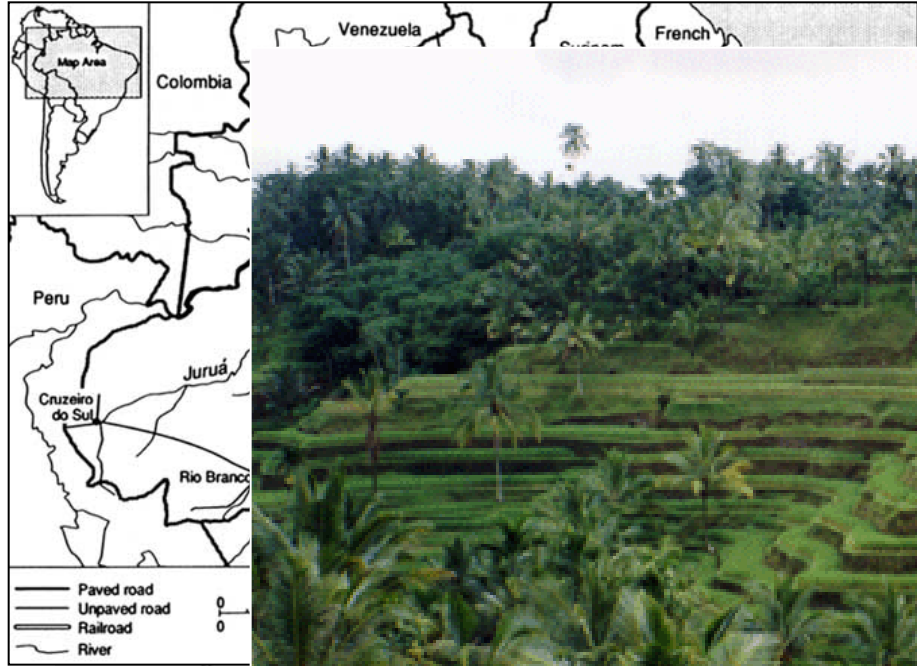 Venezuela
French
Map Area
Colombia
Peru
Juruá
Cruzeiro
do Sul
Rio Branco
Paved road
Unpaved road
Railroad
River
0
0